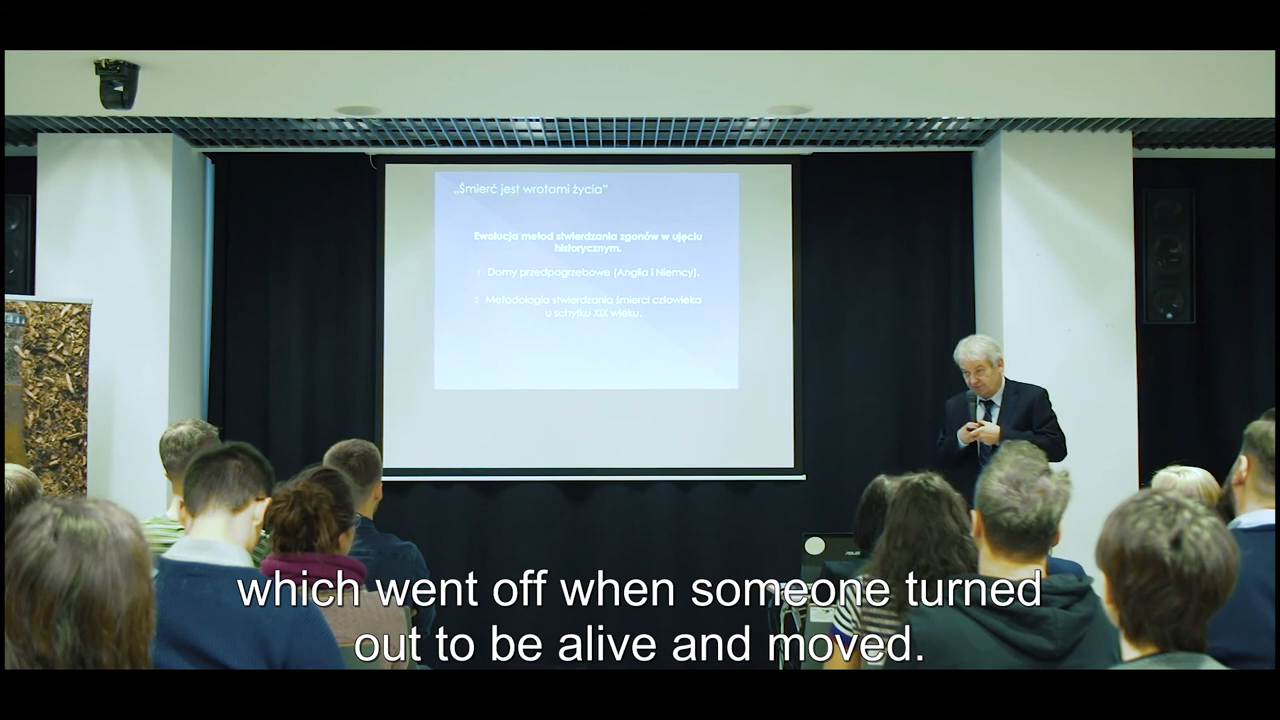 „Śmierć jest wrotami życia”
Ewolucja metod stwierdzania zgonów w ujęciu
historycznym.
1. Domy przedpogrzebowe (Anglia i Niemcy).
2. Metodologia stwierdzania śmierci człowieka
u schyłku XIX wieku.
ASUS
which went off when someone turned
out to be alive and moved.